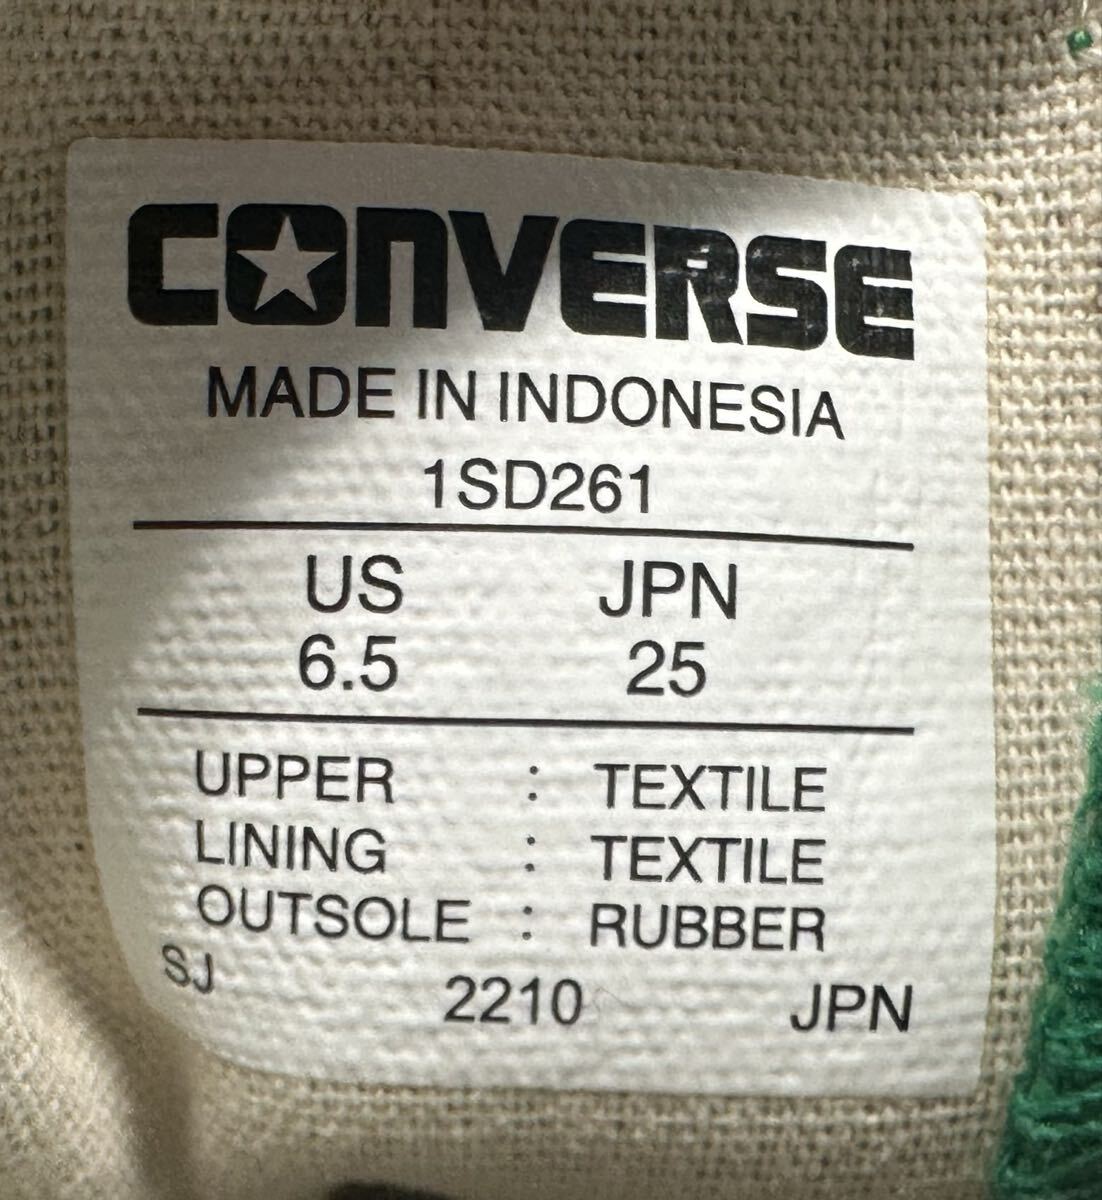 CONVERSE
MADE IN INDONESIA
1SD261
US JPN
6.5 25
UPPER : TEXTILE
LINING : TEXTILE
OUTSOLE : RUBBER
SJ 2210 JPN